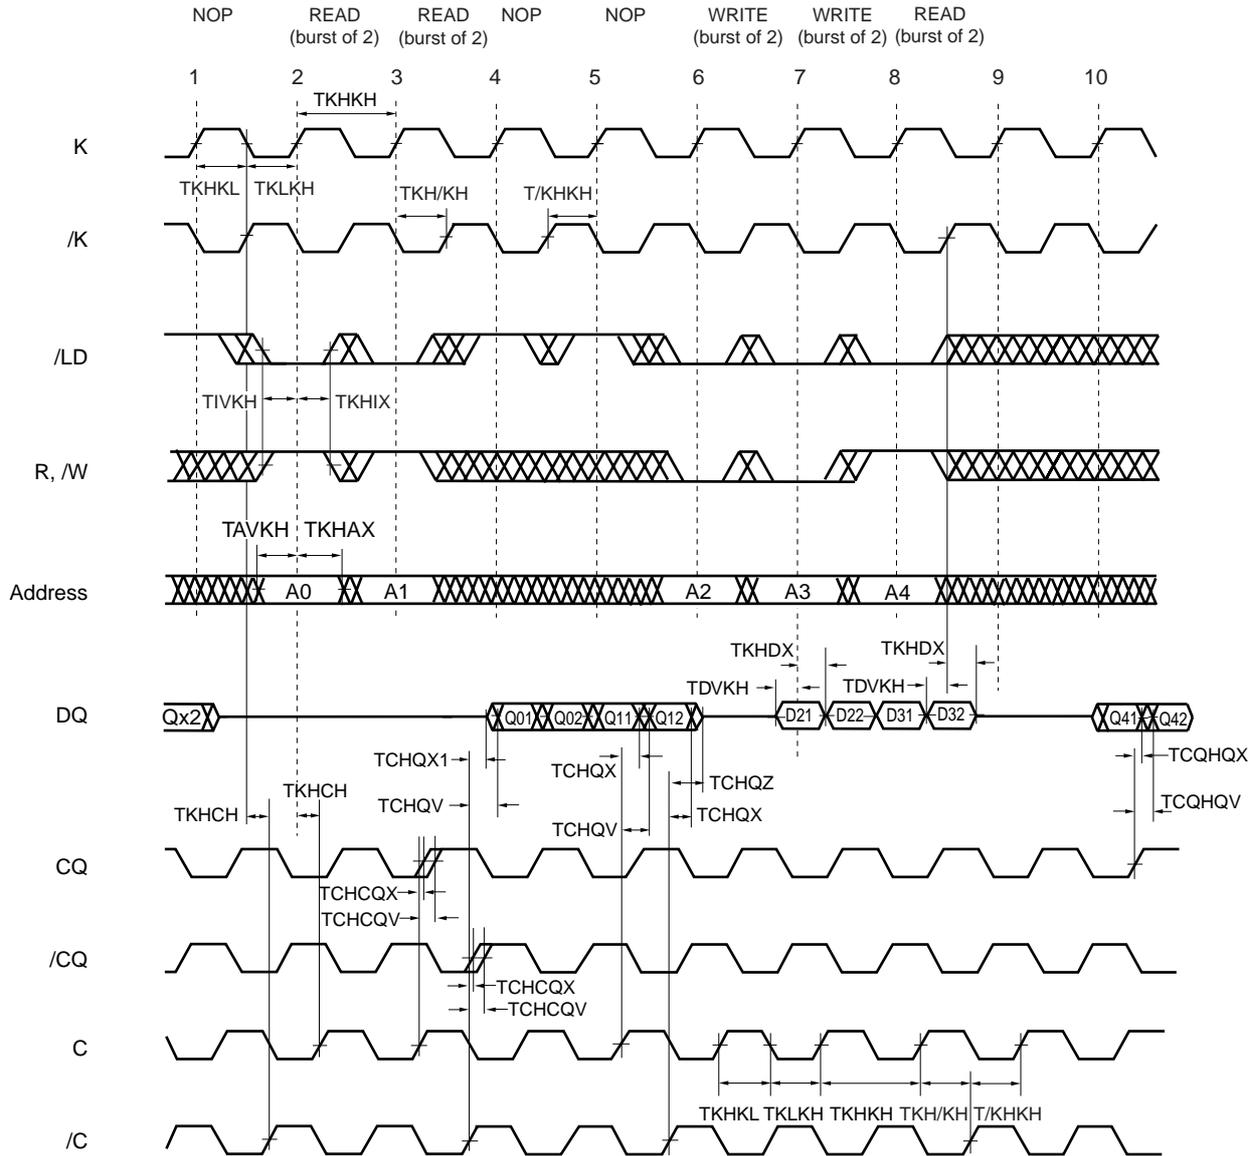 NOP READ READ NOP NOP WRITE WRITE READ
(burst of 2) (burst of 2) (burst of 2) (burst of 2) (burst of 2)
1 2 3 4 5 6 7 8 9 10
TKHKH
K
TKHKL TKLKH TKH/KH T/KHKH
/K
/LD
TIVKH TKHIX
R, /W
TAVKH TKHAX
Address A0 A1 A2 A3 A4
TKHDX TKHDX
TDVKH TDVKH
DQ Qx2 Q01 Q02 Q11 Q12 D21 D22 D31 D32 Q41 Q42
TCHQX1 TCHQX TCHQZ TCQHQX
TKHCH TKHCH TCHQV TCHQV TCHQX TCQHQV
CQ
TCHCQX
TCHCQV
/CQ
TCHCQX
TCHCQV
C
TKHKL TKLKH TKHKH TKH/KH T/KHKH
/C